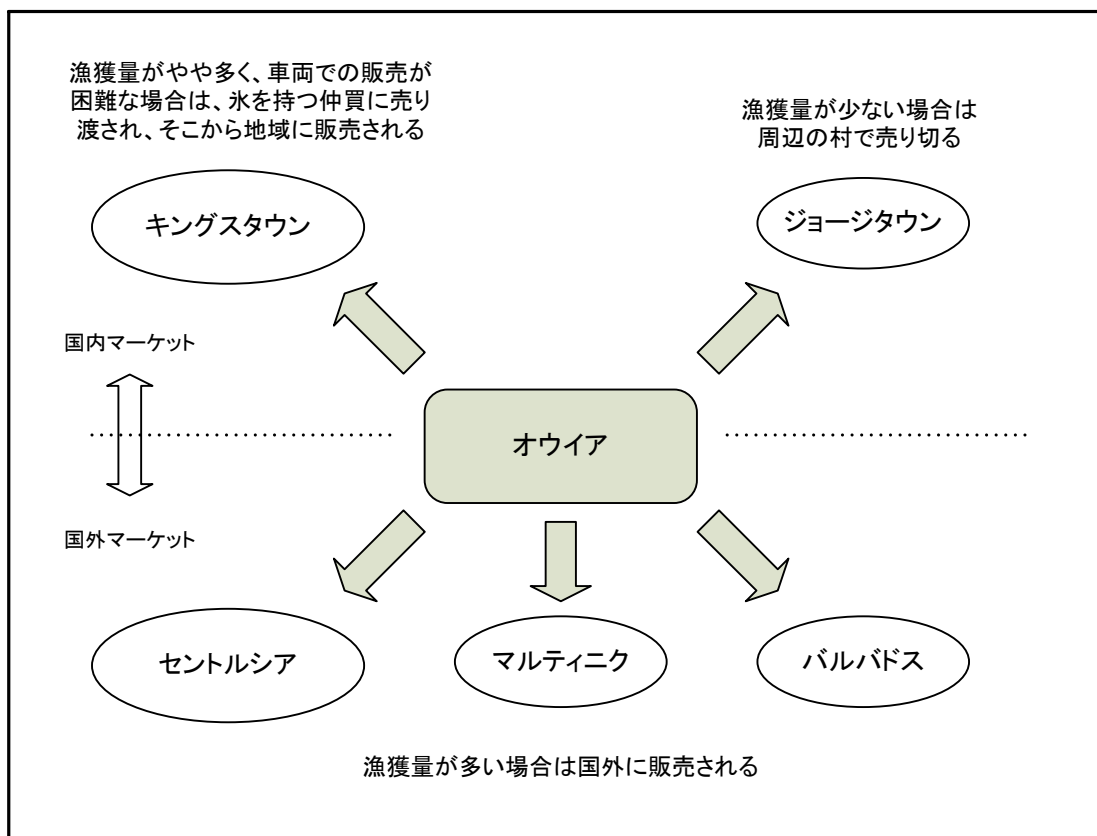 漁獲量がやや多く、車両での販売が
困難な場合は、氷を持つ仲買に売り
渡され、そこから地域に販売される
漁獲量が少ない場合は
周辺の村で売り切る
キングスタウン
ジョージタウン
国内マーケット
オウイア
国外マーケット
セントルシア
マルティニク
バルバドス
漁獲量が多い場合は国外に販売される